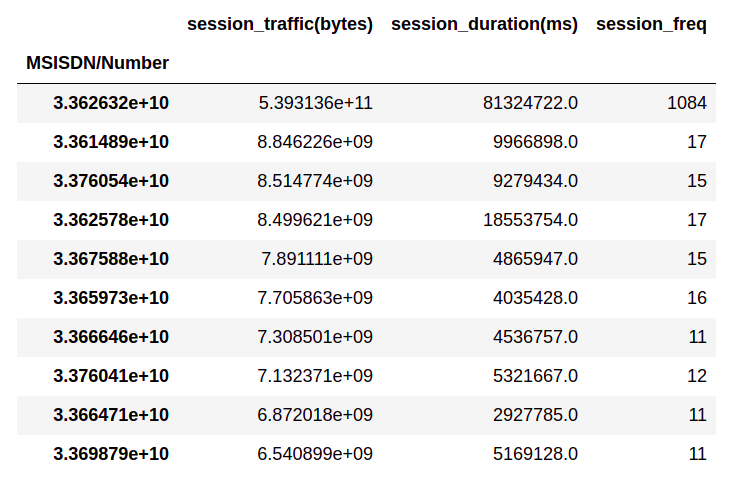 session_traffic(bytes) session_duration(ms) session_freq
MSISDN/Number
3.362632e+10 5.393136e+11 81324722.0 1084
3.361489e+10 8.846226e+09 9966898.0 17
3.376054e+10 8.514774e+09 9279434.0 15
3.362578e+10 8.499621e+09 18553754.0 17
3.367588e+10 7.891111e+09 4865947.0 15
3.365973e+10 7.705863e+09 4035428.0 16
3.366646e+10 7.308501e+09 4536757.0 11
3.376041e+10 7.132371e+09 5321667.0 12
3.366471e+10 6.872018e+09 2927785.0 11
3.369879e+10 6.540899e+09 5169128.0 11